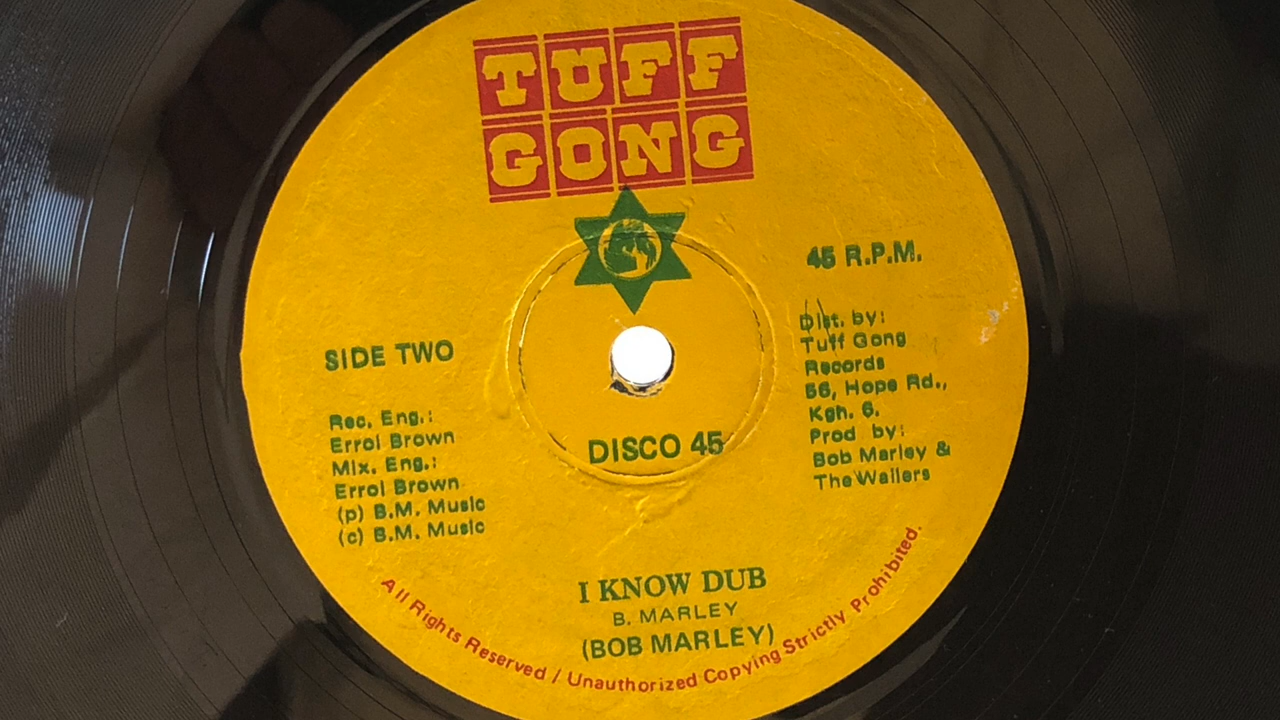 TUFF
GONG
45 R.P.M.
SIDE TWO
Dist. by:
Tuff Gong
Records
56, Hope Rd.,
Kgh. 6.
Prod by:
Bob Marley &
The Wailers
Rec. Eng.:
Errol Brown
Mix. Eng.:
Errol Brown
(p) B.M. Music
(c) B.M. Music
DISCO 45
I KNOW DUB
B. MARLEY
(BOB MARLEY)
All Rights Reserved / Unauthorized Copying Strictly Prohibited.